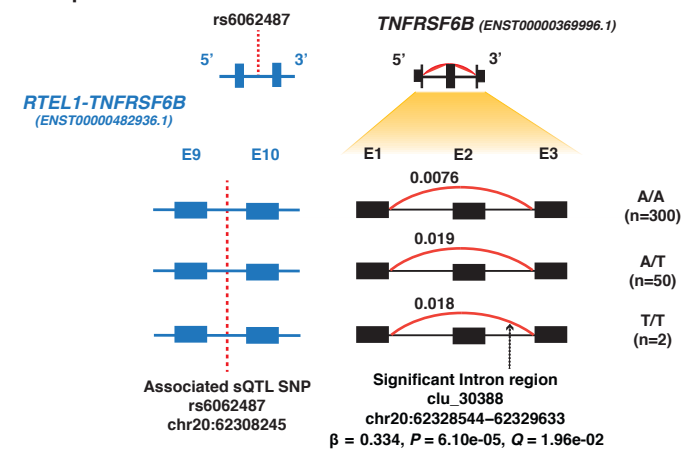 rs6062487
TNFRSF6B (ENST00000369996.1)
5’ 3’
5’ 3’
RTEL1-TNFRSF6B
(ENST00000482936.1)
E9 E10
E1 E2 E3
0.0076
A/A
(n=300)
0.019
A/T
(n=50)
0.018
T/T
(n=2)
Associated sQTL SNP
rs6062487
chr20:62308245
Significant Intron region
clu_30388
chr20:62328544–62329633
β = 0.334, P = 6.10e-05, Q = 1.96e-02